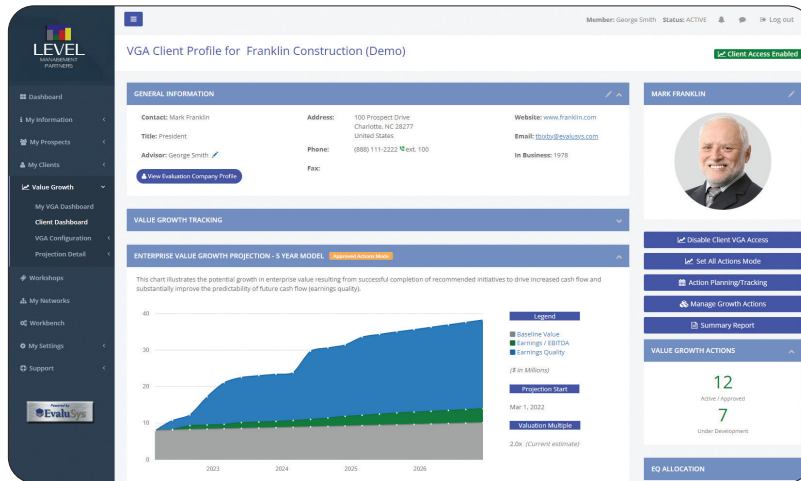 LEVEL
MANAGEMENT
PARTNERS
Dashboard
My Information
My Prospects
My Clients
Value Growth
My VGA Dashboard
Client Dashboard
VGA Configuration
Projection Detail
Workshops
My Networks
Workbench
My Settings
Support
Powered by
EvaluSys
Member: George Smith Status: ACTIVE Log out
VGA Client Profile for Franklin Construction (Demo)
Client Access Enabled
GENERAL INFORMATION
Contact: Mark Franklin
Title: President
Advisor: George Smith
View Evaluation Company Profile
Address: 100 Prospect Drive
Charlotte, NC 28277
United States
Phone: (888) 111-2222 ext. 100
Fax:
Website: www.franklin.com
Email: tbixby@evalusys.com
In Business: 1978
VALUE GROWTH TRACKING
ENTERPRISE VALUE GROWTH PROJECTION - 5 YEAR MODEL Approved Actions Mode
This chart illustrates the potential growth in enterprise value resulting from successful completion of recommended initiatives to drive increased cash flow and
substantially improve the predictability of future cash flow (earnings quality).
40
30
20
10
0
2023 2024 2025 2026
Legend
Baseline Value
Earnings / EBITDA
Earnings Quality
($ in Millions)
Projection Start
Mar 1, 2022
Valuation Multiple
2.0x (Current estimate)
MARK FRANKLIN
Disable Client VGA Access
Set All Actions Mode
Action Planning/Tracking
Manage Growth Actions
Summary Report
VALUE GROWTH ACTIONS
12
Active / Approved
7
Under Development
EQ ALLOCATION